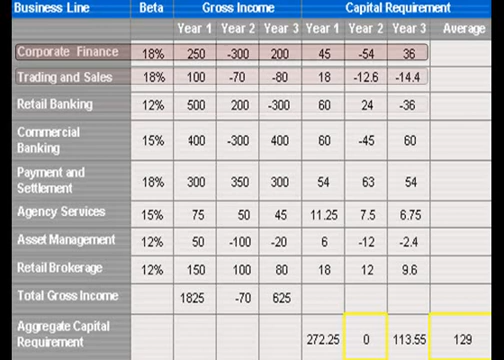 Business Line Beta Gross Income Capital Requirement
Year 1 Year 2 Year 3 Year 1 Year 2 Year 3 Average
Corporate Finance 18% 250 -300 200 45 -54 36
Trading and Sales 18% 100 -70 -80 18 -12.6 -14.4
Retail Banking 12% 500 200 -300 60 24 -36
Commercial
Banking 15% 400 -300 400 60 -45 60
Payment and
Settlement 18% 300 350 300 54 63 54
Agency Services 15% 75 50 45 11.25 7.5 6.75
Asset Management 12% 50 -100 -20 6 -12 -2.4
Retail Brokerage 12% 150 100 80 18 12 9.6
Total Gross Income 1825 -70 625
Aggregate Capital
Requirement 272.25 0 113.55 129